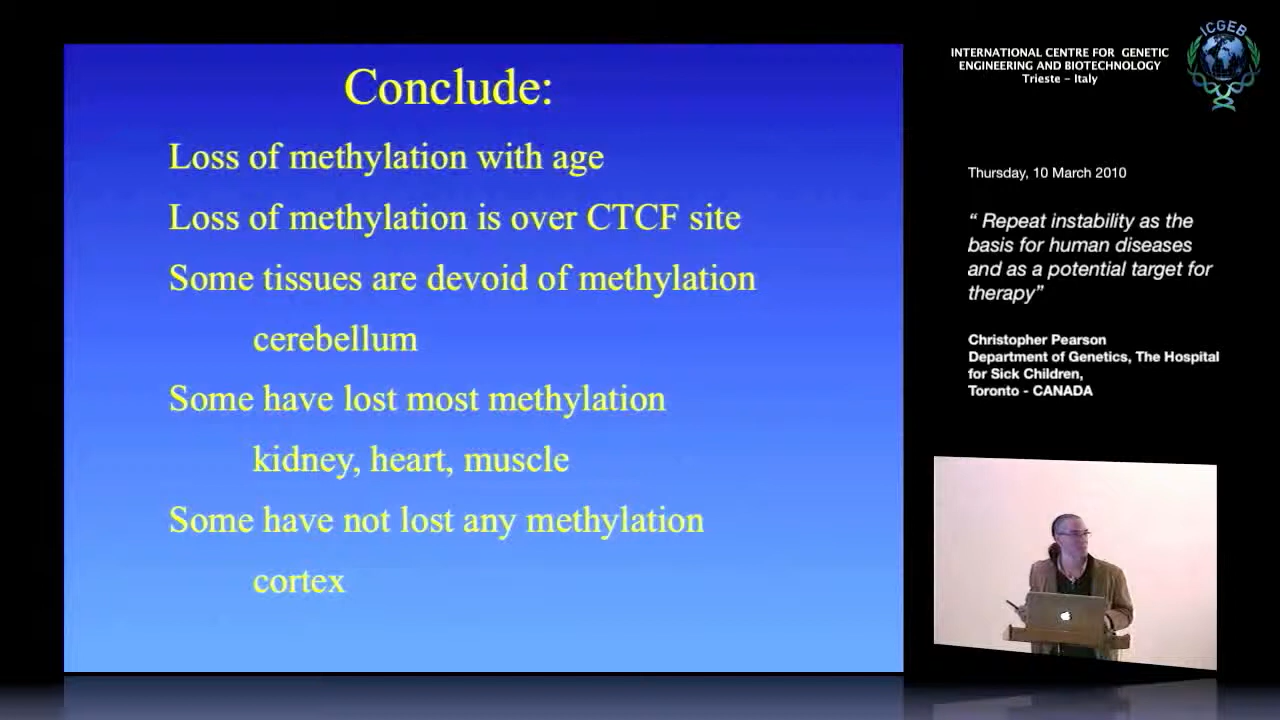 Conclude:
Loss of methylation with age
Loss of methylation is over CTCF site
Some tissues are devoid of methylation
cerebellum
Some have lost most methylation
kidney, heart, muscle
Some have not lost any methylation
cortex
ICGEB
INTERNATIONAL CENTRE FOR GENETIC
ENGINEERING AND BIOTECHNOLOGY
Trieste - Italy
Thursday, 10 March 2010
“ Repeat instability as the
basis for human diseases
and as a potential target for
therapy”
Christopher Pearson
Department of Genetics, The Hospital
for Sick Children,
Toronto - CANADA